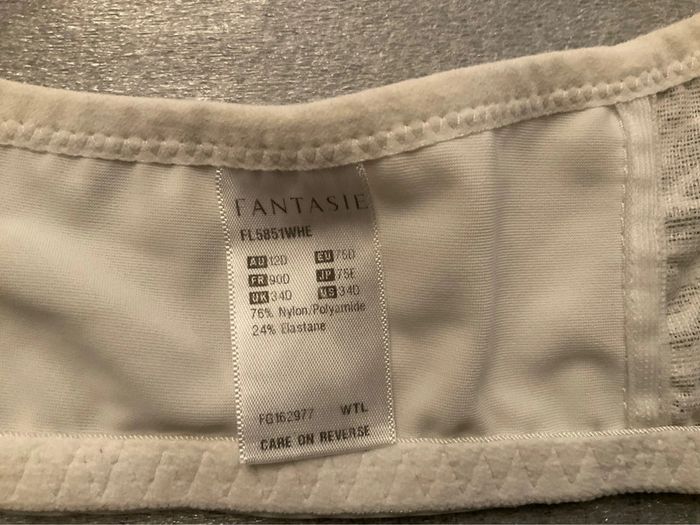 FANTASIE
FL5851WHE
AU 12D EU 75D
FR 90D JP 75E
UK 34D US 34D
76% Nylon/Polyamide
24% Elastane
FG162977 WTL
CARE ON REVERSE